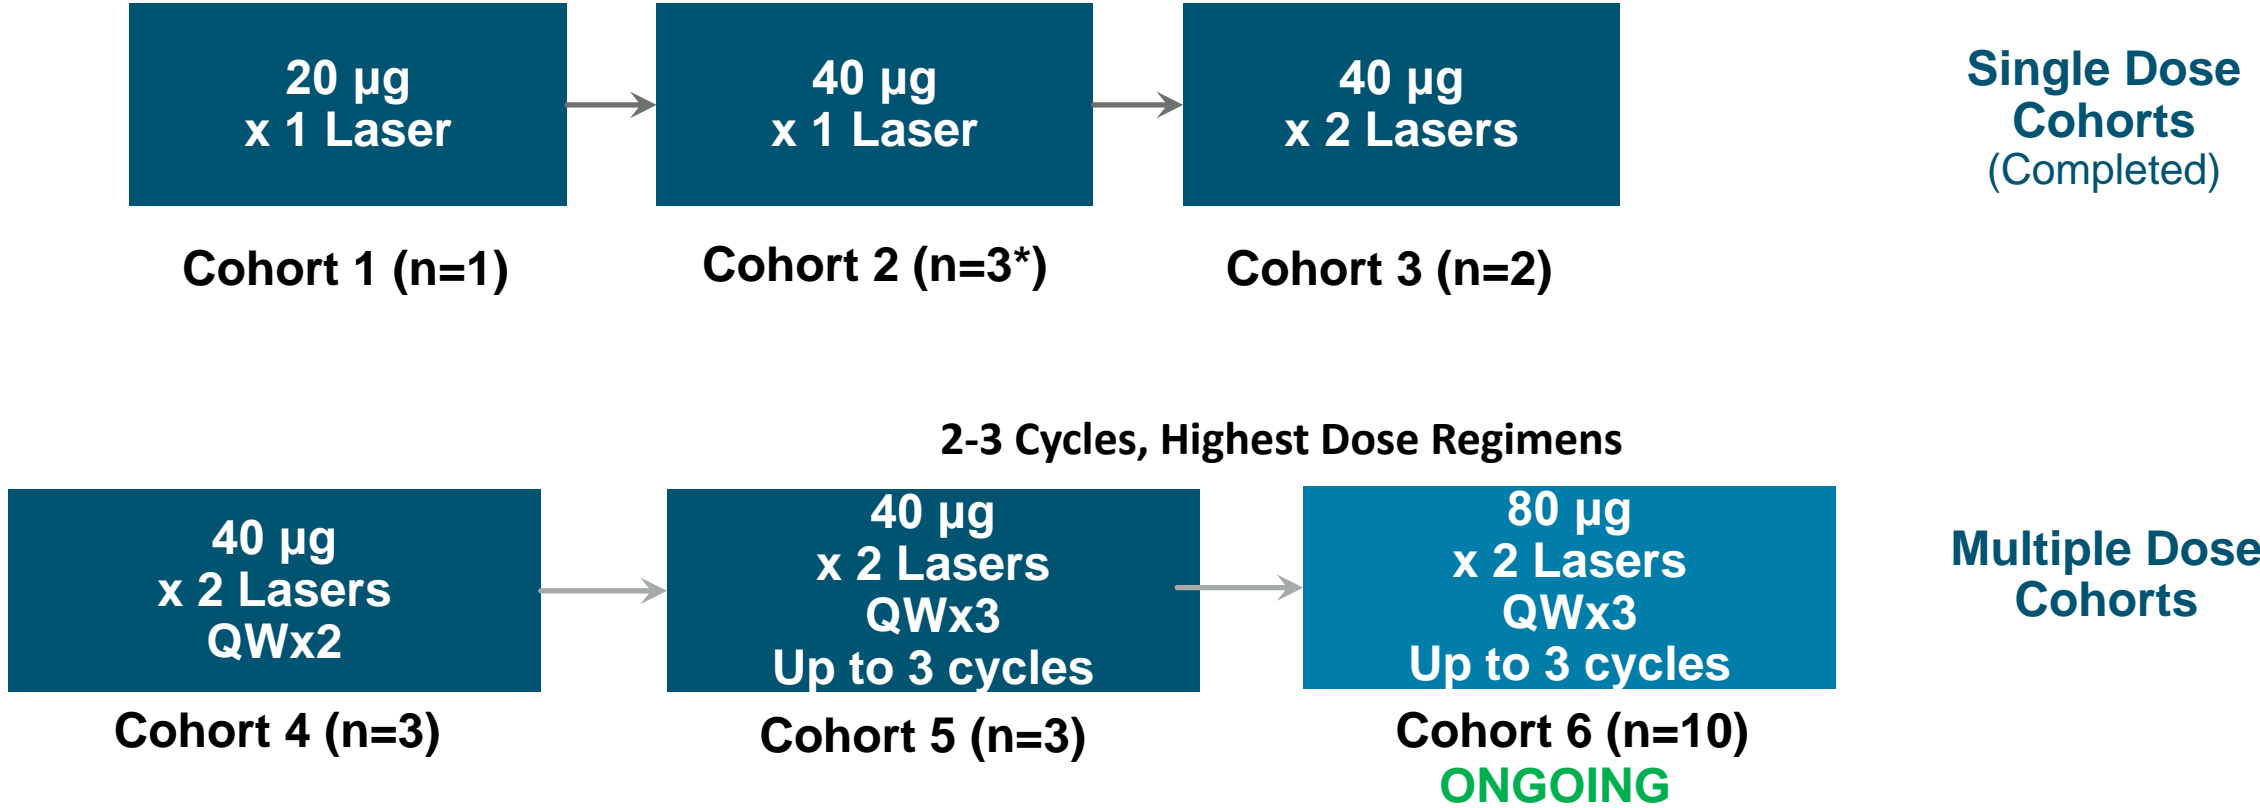 20 µg
x 1 Laser
40 µg
x 1 Laser
40 µg
x 2 Lasers
Single Dose
Cohorts
(Completed)
Cohort 1 (n=1)
Cohort 2 (n=3*)
Cohort 3 (n=2)
2-3 Cycles, Highest Dose Regimens
40 µg
x 2 Lasers
QWx2
40 µg
x 2 Lasers
QWx3
Up to 3 cycles
80 µg
x 2 Lasers
QWx3
Up to 3 cycles
Multiple Dose
Cohorts
Cohort 4 (n=3)
Cohort 5 (n=3)
Cohort 6 (n=10)
ONGOING